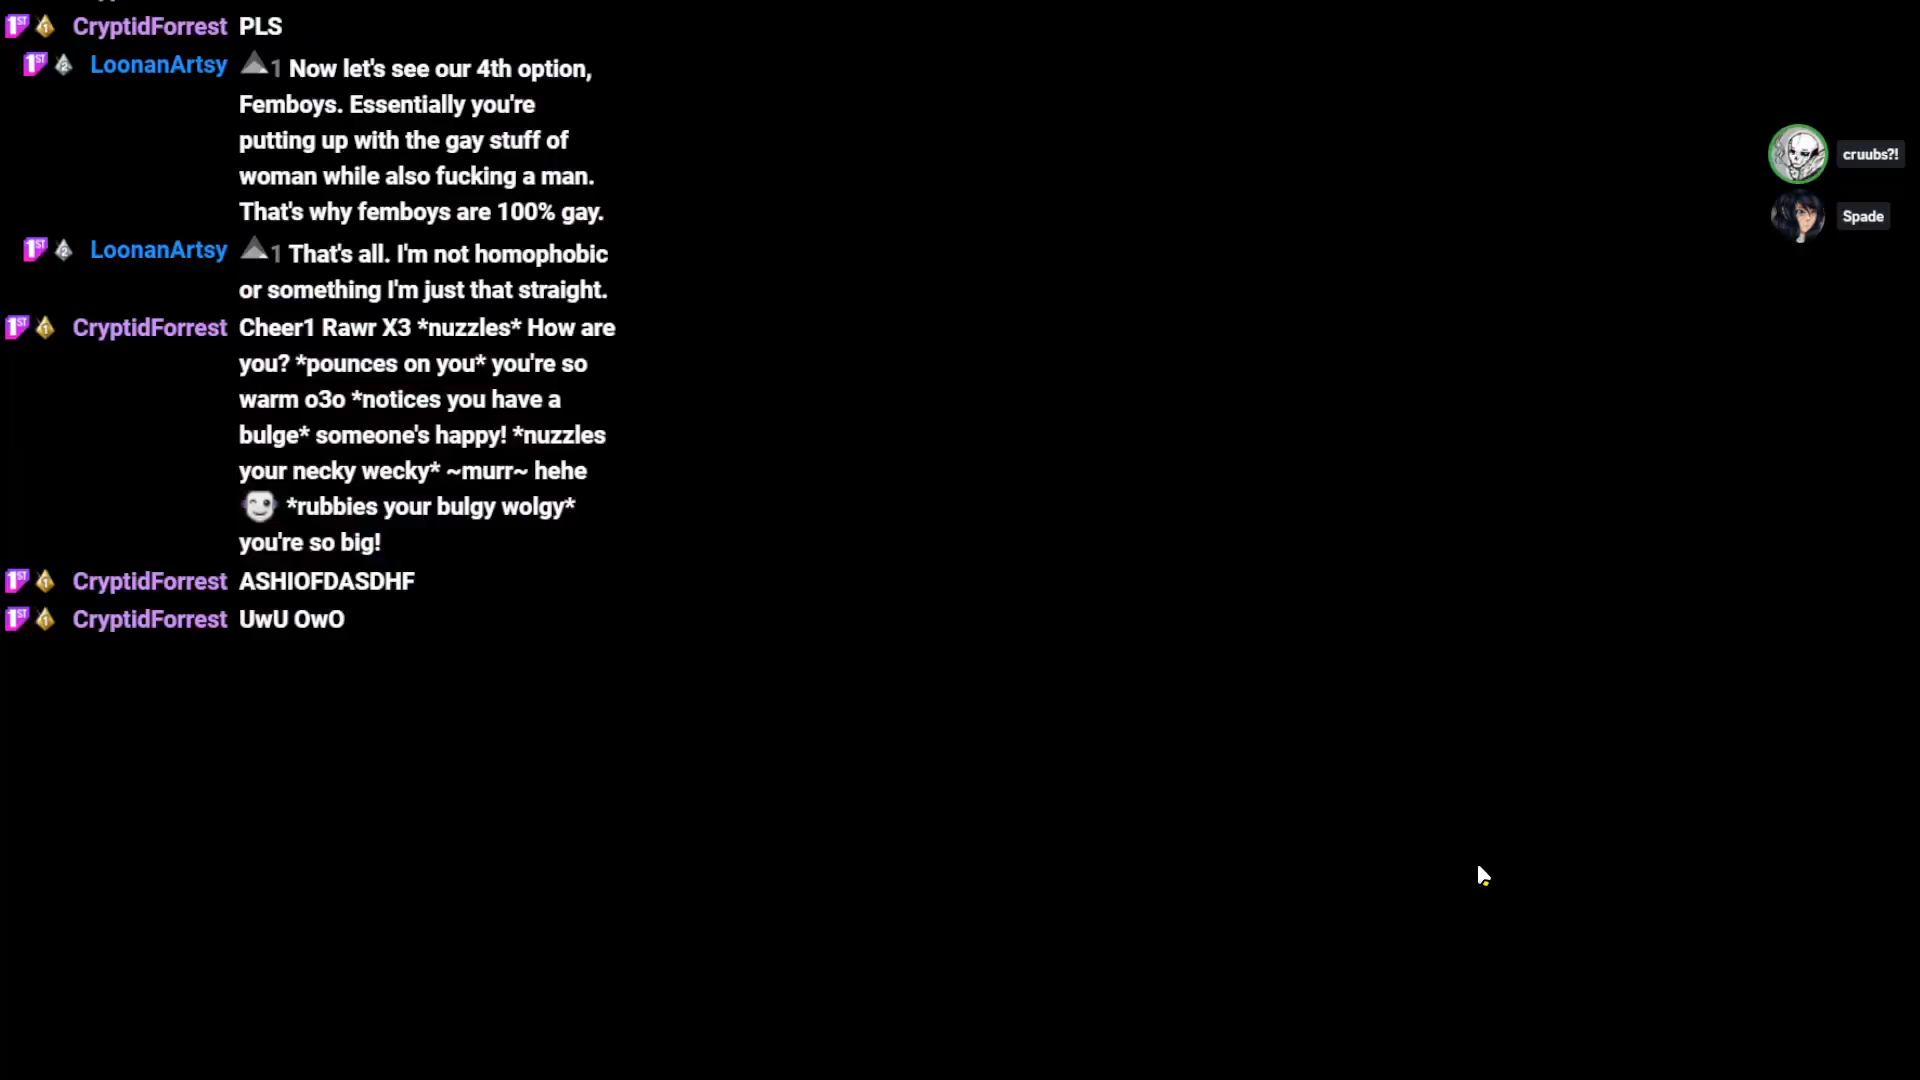 CryptidForrest PLS
LoonanArtsy 1 Now let's see our 4th option,
Femboys. Essentially you're
putting up with the gay stuff of
woman while also fucking a man.
That's why femboys are 100% gay.
LoonanArtsy 1 That's all. I'm not homophobic
or something I'm just that straight.
CryptidForrest Cheer1 Rawr X3 *nuzzles* How are
you? *pounces on you* you're so
warm o3o *notices you have a
bulge* someone's happy! *nuzzles
your necky wecky* ~murr~ hehe
*rubbies your bulgy wolgy*
you're so big!
CryptidForrest ASHIOFDASDHF
CryptidForrest UwU OwO
cruubs?!
Spade